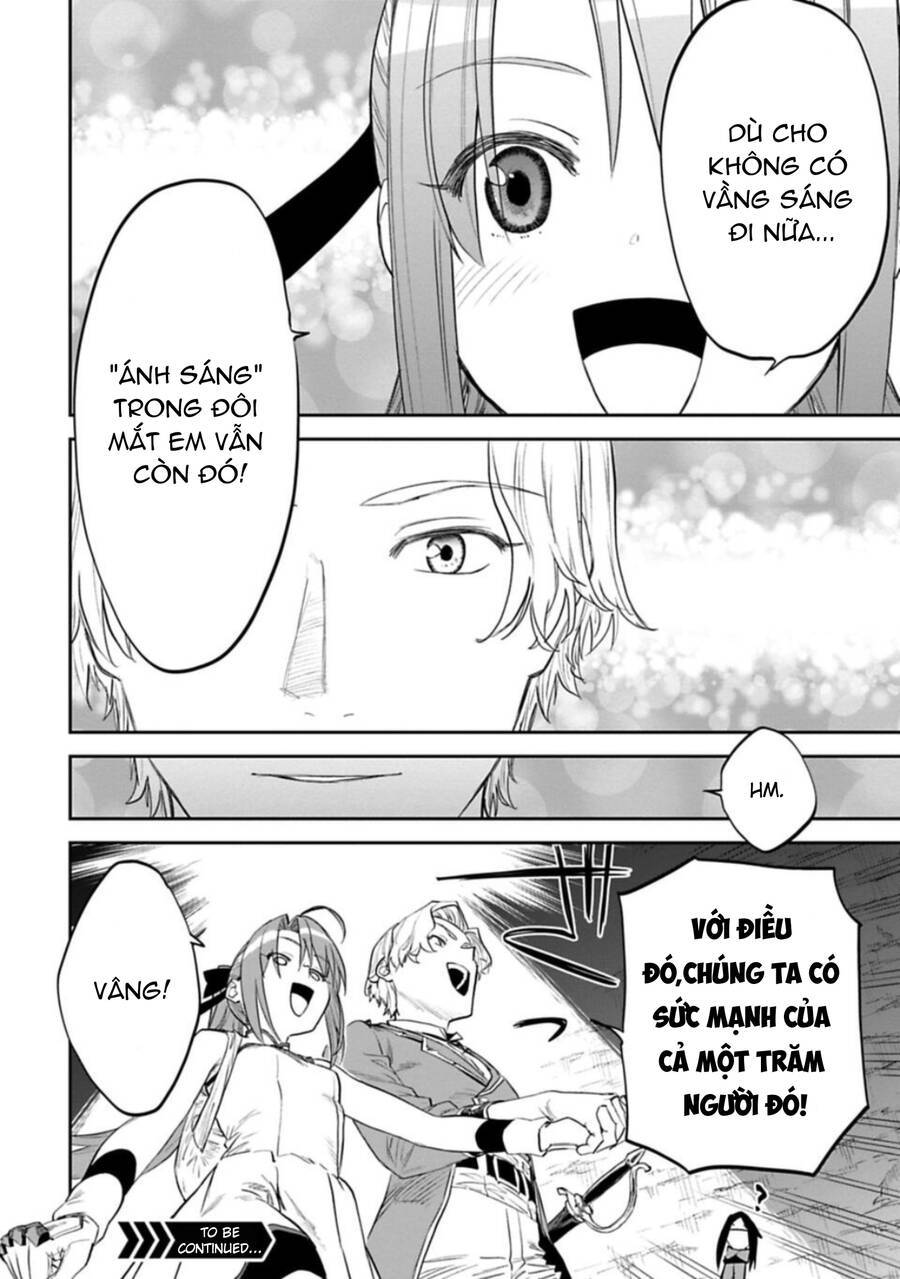 DÙ CHO
KHÔNG CÓ
VẦNG SÁNG
ĐI NỮA...
"ÁNH SÁNG"
TRONG ĐÔI
MẮT EM VẪN
CÒN ĐÓ!
HM.
VỚI ĐIỀU
ĐÓ,CHÚNG TA CÓ
SỨC MẠNH CỦA
CẢ MỘT TRĂM
NGƯỜI ĐÓ!
VÂNG!
?
TO BE
CONTINUED...